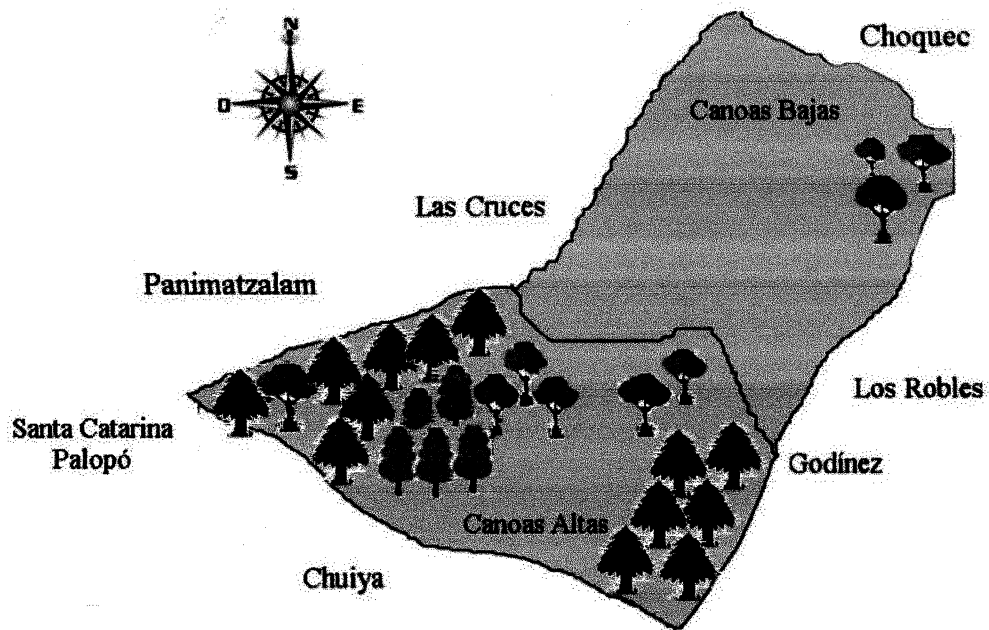 N
Choquec
Canoas Bajas
O
E
S
Las Cruces
Panimatzalam
Los Robles
Santa Catarina
Palopó
Godínez
Canoas Altas
Chuiya